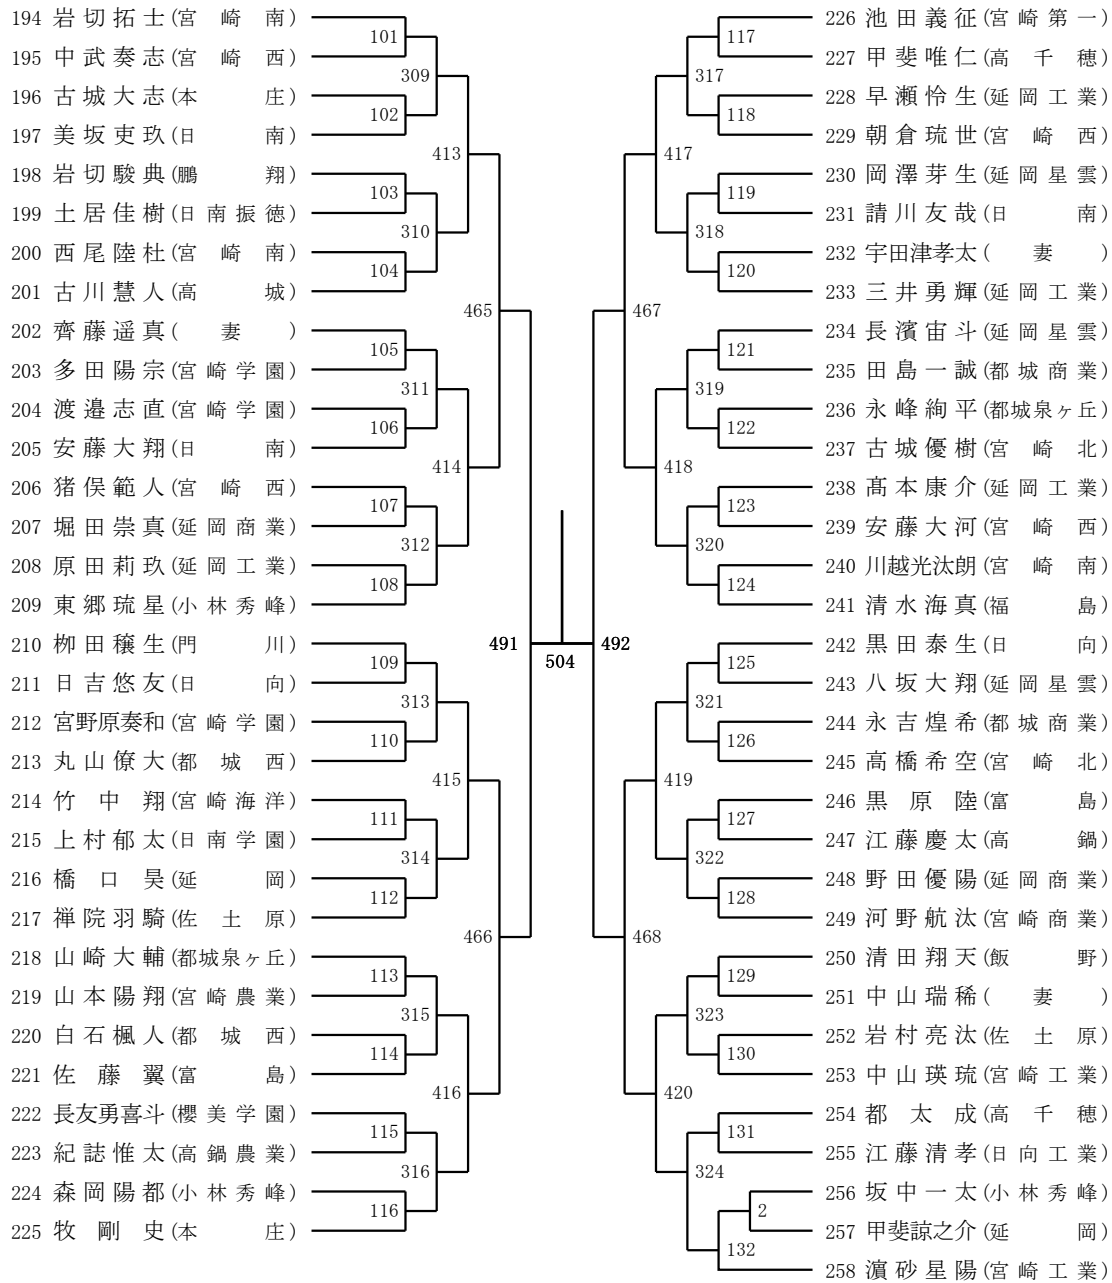 194 岩切拓士(宮崎南)
195 中武奏志(宮崎西)
196 古城大志(本庄)
197 美坂吏玖(日南)
198 岩切駿典(鵬翔)
199 土居佳樹(日南振徳)
200 西尾陸杜(宮崎南)
201 古川慧人(高城)
202 齊藤遥真(妻)
203 多田陽宗(宮崎学園)
204 渡邉志直(宮崎学園)
205 安藤大翔(日南)
206 猪俣範人(宮崎西)
207 堀田崇真(延岡商業)
208 原田莉玖(延岡工業)
209 東郷琉星(小林秀峰)
210 栁田穣生(門川)
211 日吉悠友(日向)
212 宮野原奏和(宮崎学園)
213 丸山僚大(都城西)
214 竹中翔(宮崎海洋)
215 上村郁太(日南学園)
216 橋口昊(延岡)
217 禅院羽騎(佐土原)
218 山崎大輔(都城泉ヶ丘)
219 山本陽翔(宮崎農業)
220 白石楓人(都城西)
221 佐藤翼(富島)
222 長友勇喜斗(櫻美学園)
223 紀誌惟太(高鍋農業)
224 森岡陽都(小林秀峰)
225 牧剛史(本庄)
101
102
103
104
105
106
107
108
109
110
111
112
113
114
115
116
309
310
311
312
313
314
315
316
413
414
415
416
465
466
491
504
492
467
468
417
418
419
420
317
318
319
320
321
322
323
324
117
118
119
120
121
122
123
124
125
126
127
128
129
130
131
2
132
226 池田義征(宮崎第一)
227 甲斐唯仁(高千穂)
228 早瀬怜生(延岡工業)
229 朝倉琉世(宮崎西)
230 岡澤芽生(延岡星雲)
231 請川友哉(日南)
232 宇田津孝太(妻)
233 三井勇輝(延岡工業)
234 長濱宙斗(延岡星雲)
235 田島一誠(都城商業)
236 永峰絢平(都城泉ヶ丘)
237 古城優樹(宮崎北)
238 髙本康介(延岡工業)
239 安藤大河(宮崎西)
240 川越光汰朗(宮崎南)
241 清水海真(福島)
242 黒田泰生(日向)
243 八坂大翔(延岡星雲)
244 永吉煌希(都城商業)
245 高橋希空(宮崎北)
246 黒原陸(富島)
247 江藤慶太(高鍋)
248 野田優陽(延岡商業)
249 河野航汰(宮崎商業)
250 清田翔天(飯野)
251 中山瑞稀(妻)
252 岩村亮汰(佐土原)
253 中山瑛琉(宮崎工業)
254 都太成(高千穂)
255 江藤清孝(日向工業)
256 坂中一太(小林秀峰)
257 甲斐諒之介(延岡)
258 濵砂星陽(宮崎工業)